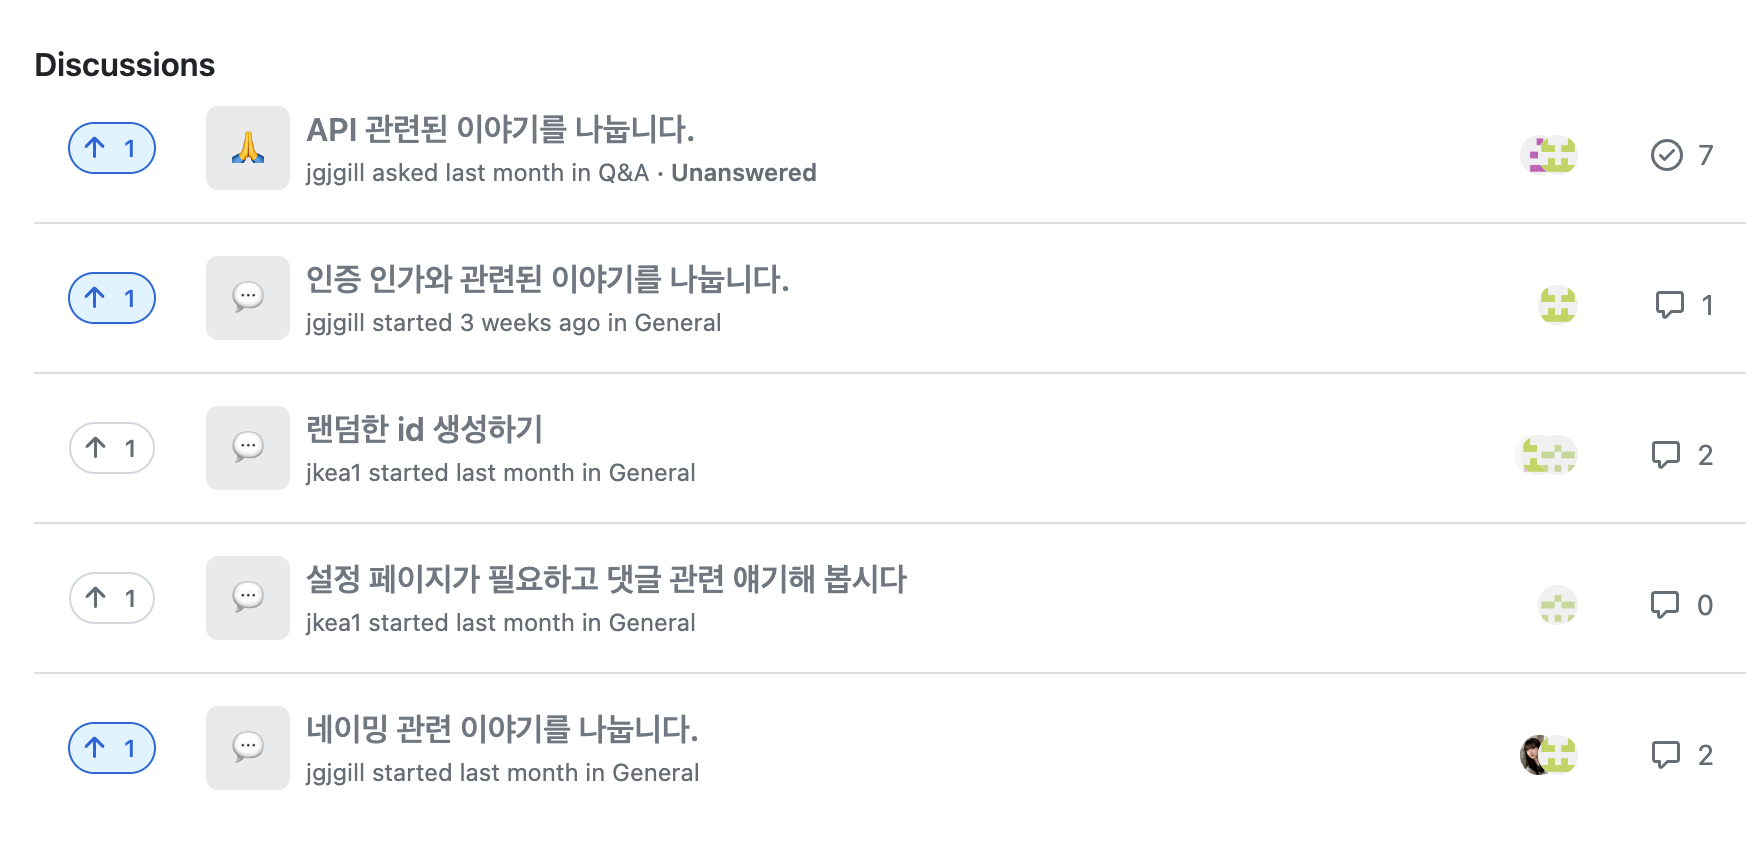 Discussions
1
API 관련된 이야기를 나눕니다.
jgjgill asked last month in Q&A · Unanswered
7
1
인증 인가와 관련된 이야기를 나눕니다.
jgjgill started 3 weeks ago in General
1
1
랜덤한 id 생성하기
jkea1 started last month in General
2
1
설정 페이지가 필요하고 댓글 관련 얘기해 봅시다
jkea1 started last month in General
0
1
네이밍 관련 이야기를 나눕니다.
jgjgill started last month in General
2